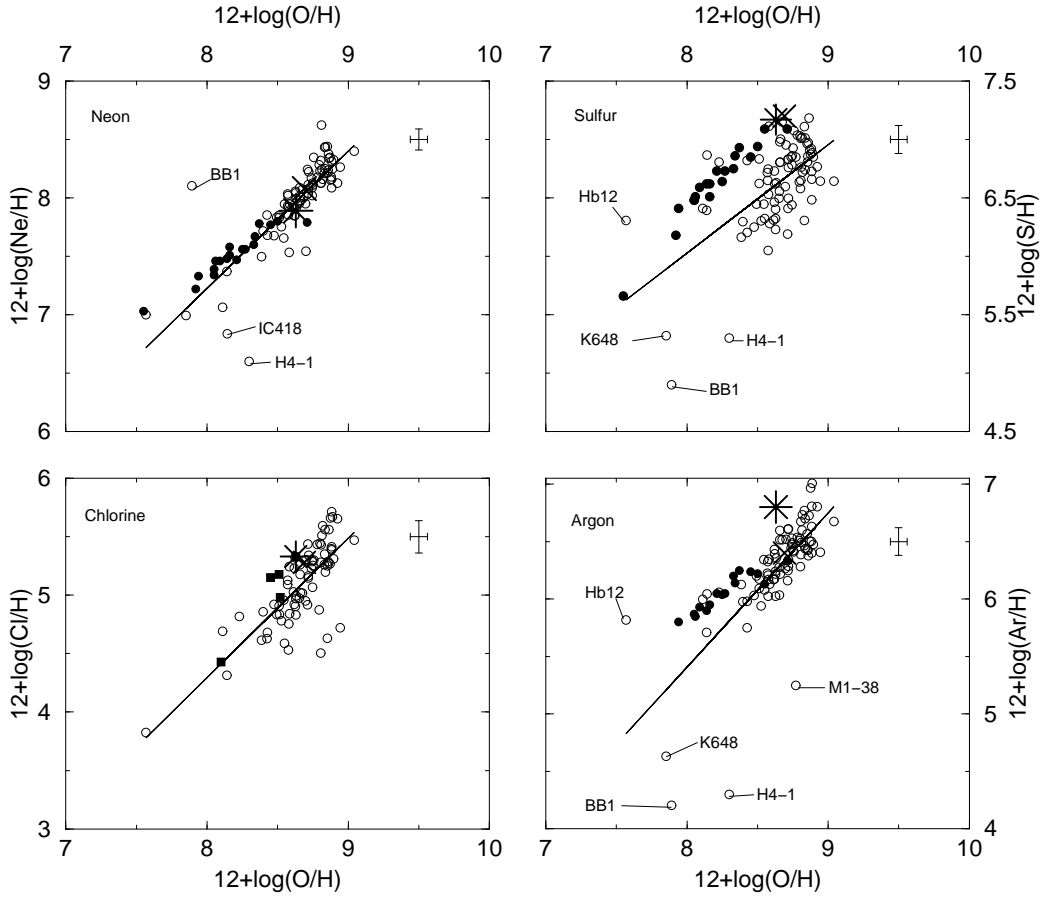 12+log(O/H) 12+log(O/H)
7 8 9 10 7 8 9 10
9 7.5
Neon Sulfur
BB1
8 12+log(Ne/H) Hb12 6.5 12+log(S/H)
7 IC418 K648 H4−1 5.5
H4−1 BB1
6 4.5
6 7
Chlorine Argon
5 12+log(Cl/H) Hb12 6 12+log(Ar/H)
M1−38
4 K648 5
BB1 H4−1
3 4
7 8 9 10 7 8 9 10
12+log(O/H) 12+log(O/H)